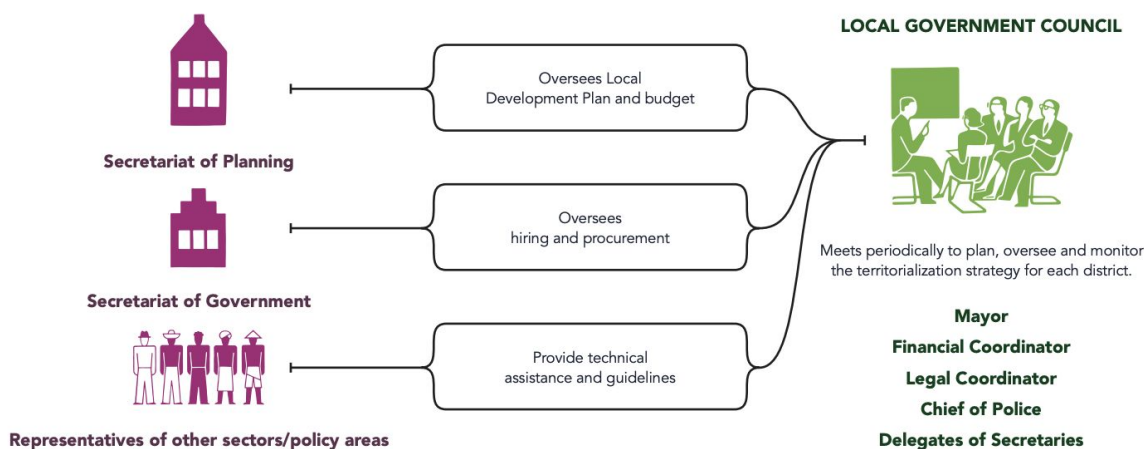 LOCAL GOVERNMENT COUNCIL
Oversees Local
Development Plan and budget
Secretariat of Planning
Oversees
hiring and procurement
Secretariat of Government
Provide technical
assistance and guidelines
Representatives of other sectors/policy areas
Meets periodically to plan, oversee and monitor
the territorialization strategy for each district.
Mayor
Financial Coordinator
Legal Coordinator
Chief of Police
Delegates of Secretaries